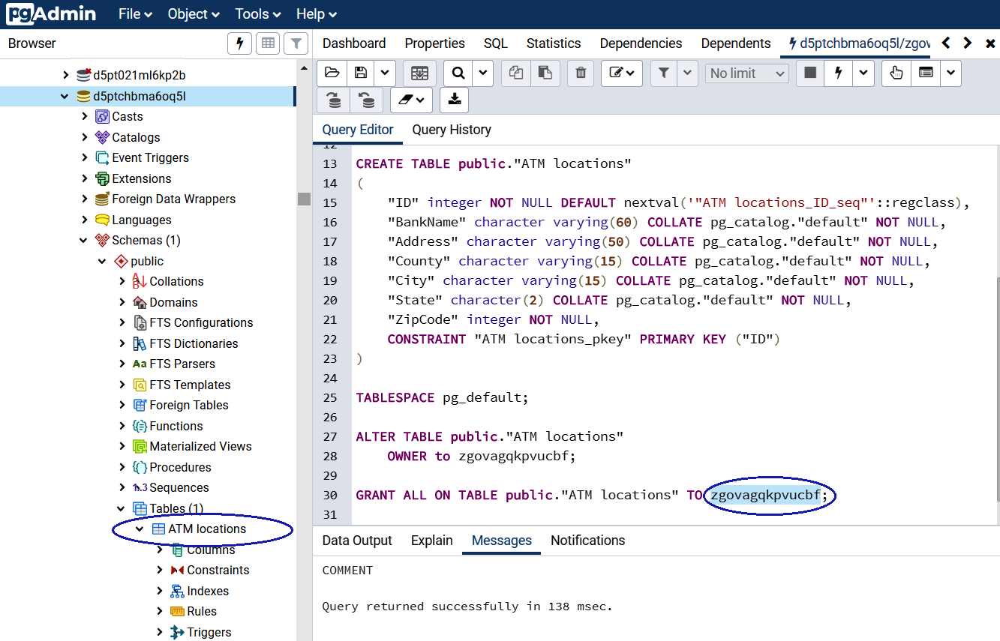 pgAdmin File Object Tools Help
Browser
Dashboard Properties SQL Statistics Dependencies Dependents d5ptchbma6oq5l/zgov
d5pt021ml6kp2b
d5ptchbma6oq5l
Casts
Catalogs
Event Triggers
Extensions
Foreign Data Wrappers
Languages
Schemas (1)
public
Collations
Domains
FTS Configurations
FTS Dictionaries
Aa FTS Parsers
FTS Templates
Foreign Tables
Functions
Materialized Views
Procedures
1..3 Sequences
Tables (1)
ATM locations
Columns
Constraints
Indexes
Rules
Triggers
No limit
Query Editor Query History
12
13 CREATE TABLE public."ATM locations"
14 (
15 "ID" integer NOT NULL DEFAULT nextval('"ATM locations_ID_seq"'::regclass),
16 "BankName" character varying(60) COLLATE pg_catalog."default" NOT NULL,
17 "Address" character varying(50) COLLATE pg_catalog."default" NOT NULL,
18 "County" character varying(15) COLLATE pg_catalog."default" NOT NULL,
19 "City" character varying(15) COLLATE pg_catalog."default" NOT NULL,
20 "State" character(2) COLLATE pg_catalog."default" NOT NULL,
21 "ZipCode" integer NOT NULL,
22 CONSTRAINT "ATM locations_pkey" PRIMARY KEY ("ID")
23 )
24
25 TABLESPACE pg_default;
26
27 ALTER TABLE public."ATM locations"
28 OWNER to zgovagqkpvucbf;
29
30 GRANT ALL ON TABLE public."ATM locations" TO zgovagqkpvucbf;
31
Data Output Explain Messages Notifications
COMMENT
Query returned successfully in 138 msec.